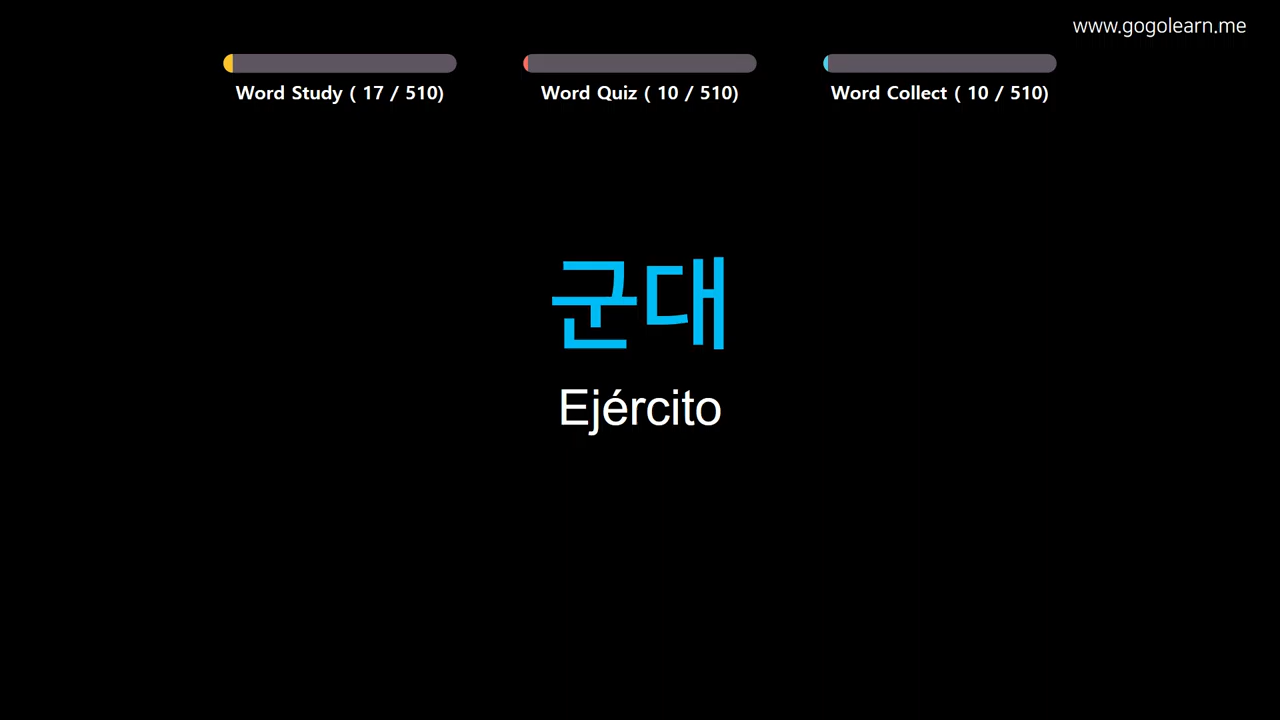 www.gogolearn.me
Word Study ( 17 / 510)
Word Quiz ( 10 / 510)
Word Collect ( 10 / 510)
군대
Ejército